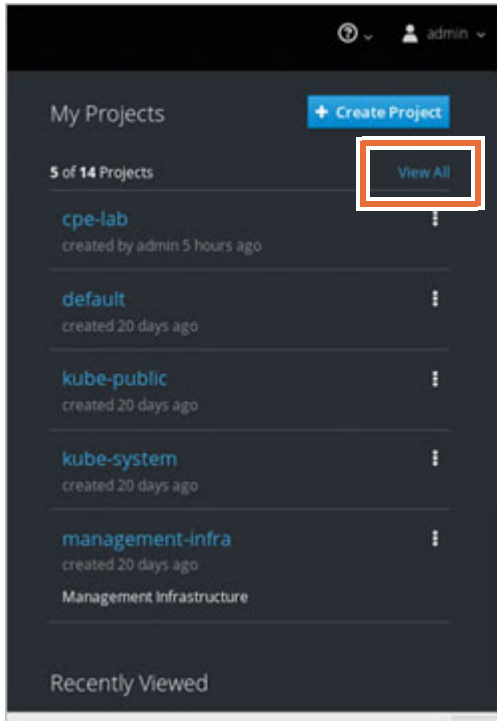 admin
My Projects
+ Create Project
5 of 14 Projects
View All
cpe-lab
created by admin 5 hours ago
default
created 20 days ago
kube-public
created 20 days ago
kube-system
created 20 days ago
management-infra
created 20 days ago
Management Infrastructure
Recently Viewed